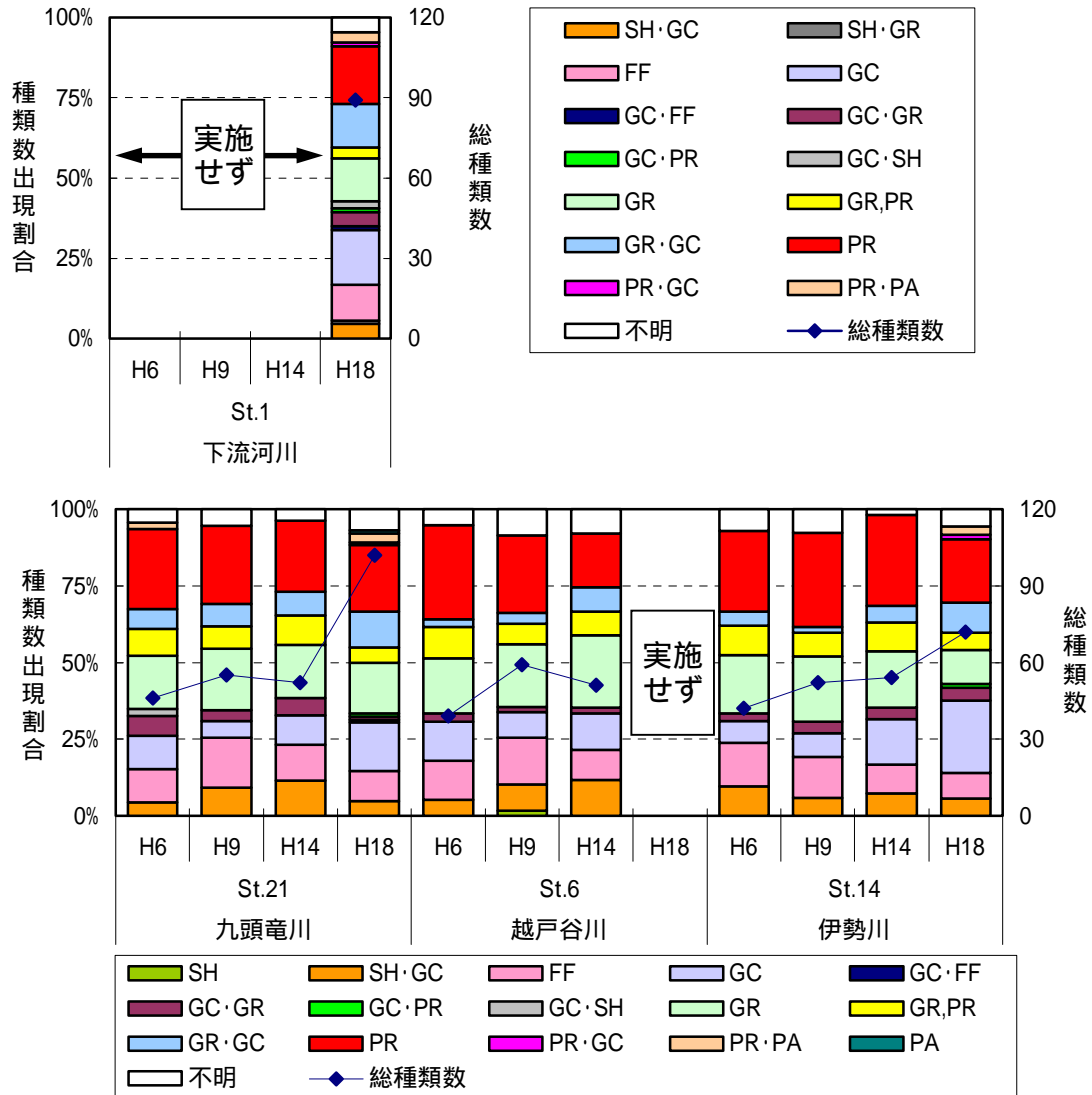 100%
75%
50%
25%
0%
種類数出現割合
実施
せず
120
90
60
30
0
総種類数
H6 H9 H14 H18
St.1
下流河川
SH･GC SH･GR
FF GC
GC･FF GC･GR
GC･PR GC･SH
GR GR,PR
GR･GC PR
PR･GC PR･PA
不明 総種類数
100%
75%
50%
25%
0%
種類数出現割合
実施
せず
120
90
60
30
0
総種類数
H6 H9 H14 H18 H6 H9 H14 H18 H6 H9 H14 H18
St.21 St.6 St.14
九頭竜川 越戸谷川 伊勢川
SH SH･GC FF GC GC･FF
GC･GR GC･PR GC･SH GR GR,PR
GR･GC PR PR･GC PR･PA PA
不明 総種類数